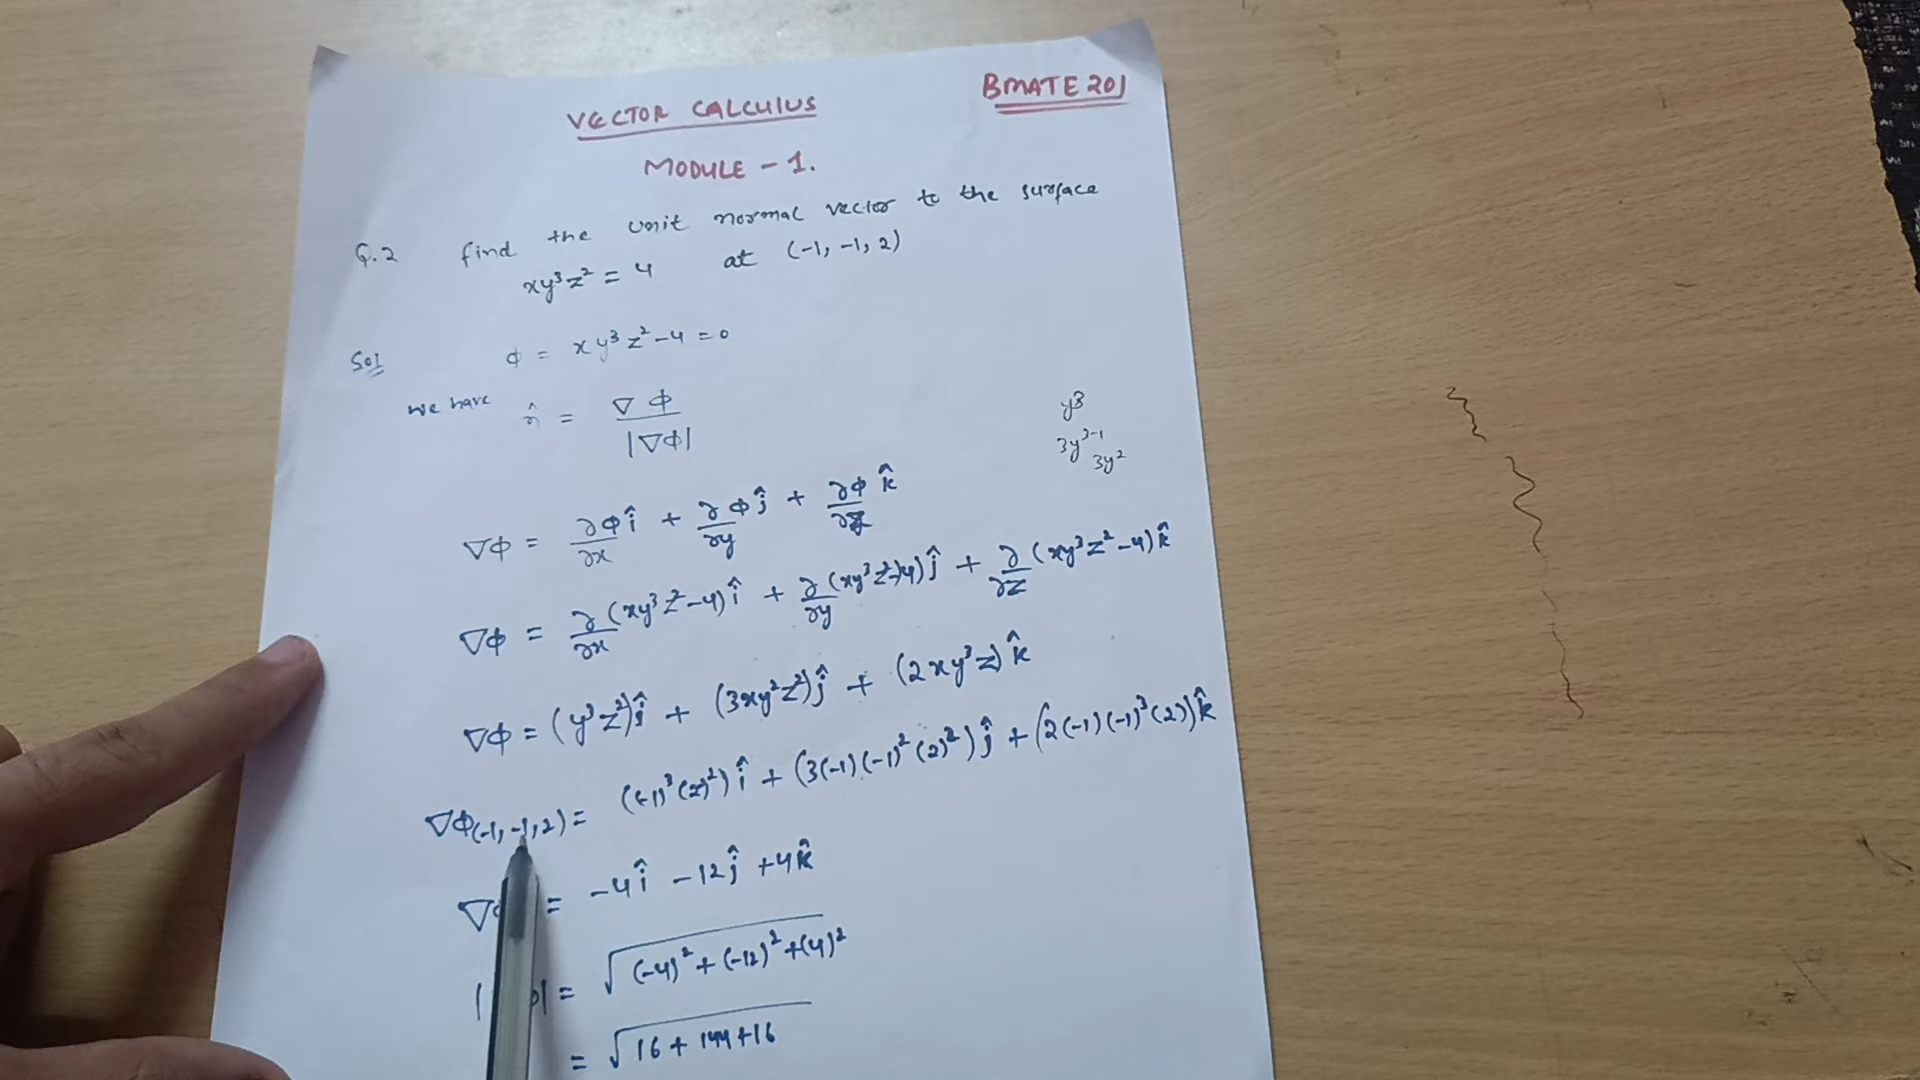 VECTOR CALCULUS
BMATE 201
MODULE - 1.
Q.2 find the unit normal vector to the surface
xy³z² = 4 at (-1, -1, 2)
Sol φ = xy³z² - 4 = 0
we have n̂ = ∇φ / |∇φ|
y³
3y³⁻¹
3y²
∇φ = ∂φ/∂x î + ∂φ/∂y ĵ + ∂φ/∂z k̂
∇φ = ∂/∂x (xy³z² - 4) î + ∂/∂y (xy³z² - 4) ĵ + ∂/∂z (xy³z² - 4) k̂
∇φ = (y³z²) î + (3xy²z²) ĵ + (2xy³z) k̂
∇φ(-1, -1, 2) = ((-1)³(2)²) î + (3(-1)(-1)²(2)²) ĵ + (2(-1)(-1)³(2)) k̂
∇ = -4î - 12ĵ + 4k̂
| | = √((-4)² + (-12)² + (4)²
= √(16 + 144 + 16